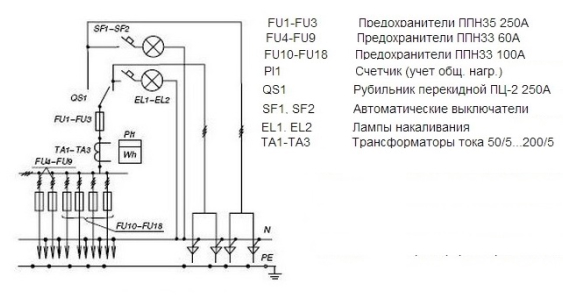 SF1-SF2
QS1
EL1-EL2
FU1-FU3
PI1
Wh
TA1-TA3
FU4-FU9
FU10-FU18
N
PE
FU1-FU3 Предохранители ППН35 250А
FU4-FU9 Предохранители ППН33 60А
FU10-FU18 Предохранители ППН33 100А
PI1 Счетчик (учет общ. нагр.)
QS1 Рубильник перекидной ПЦ-2 250А
SF1. SF2 Автоматические выключатели
EL1. EL2 Лампы накаливания
TA1-TA3 Трансформаторы тока 50/5...200/5